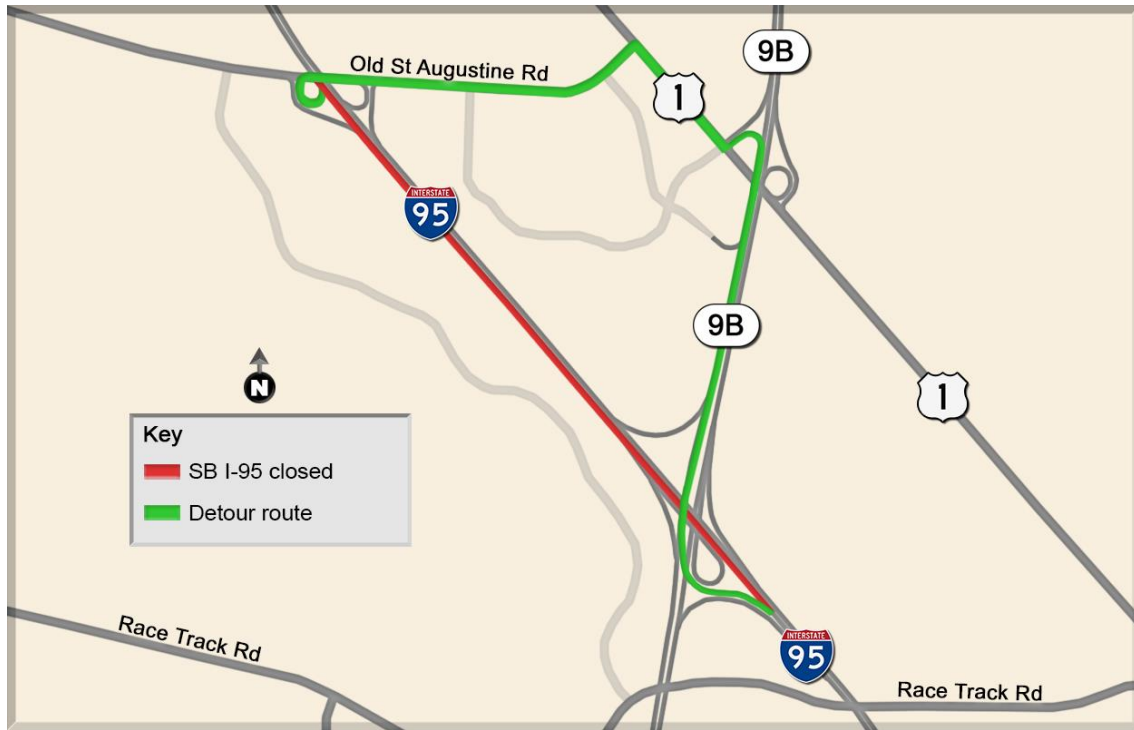 9B
Old St Augustine Rd
1
INTERSTATE
95
9B
1
N
Key
SB I-95 closed
Detour route
Race Track Rd
INTERSTATE
95
Race Track Rd